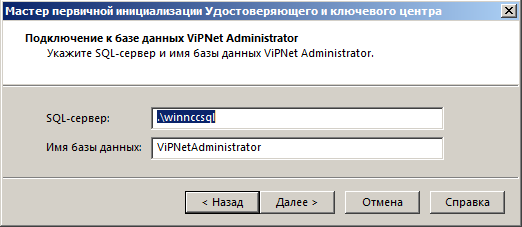 Мастер первичной инициализации Удостоверяющего и ключевого центра
Подключение к базе данных ViPNet Administrator
Укажите SQL-сервер и имя базы данных ViPNet Administrator.
SQL-сервер: .\winnccsql
Имя базы данных: ViPNetAdministrator
< Назад Далее > Отмена Справка